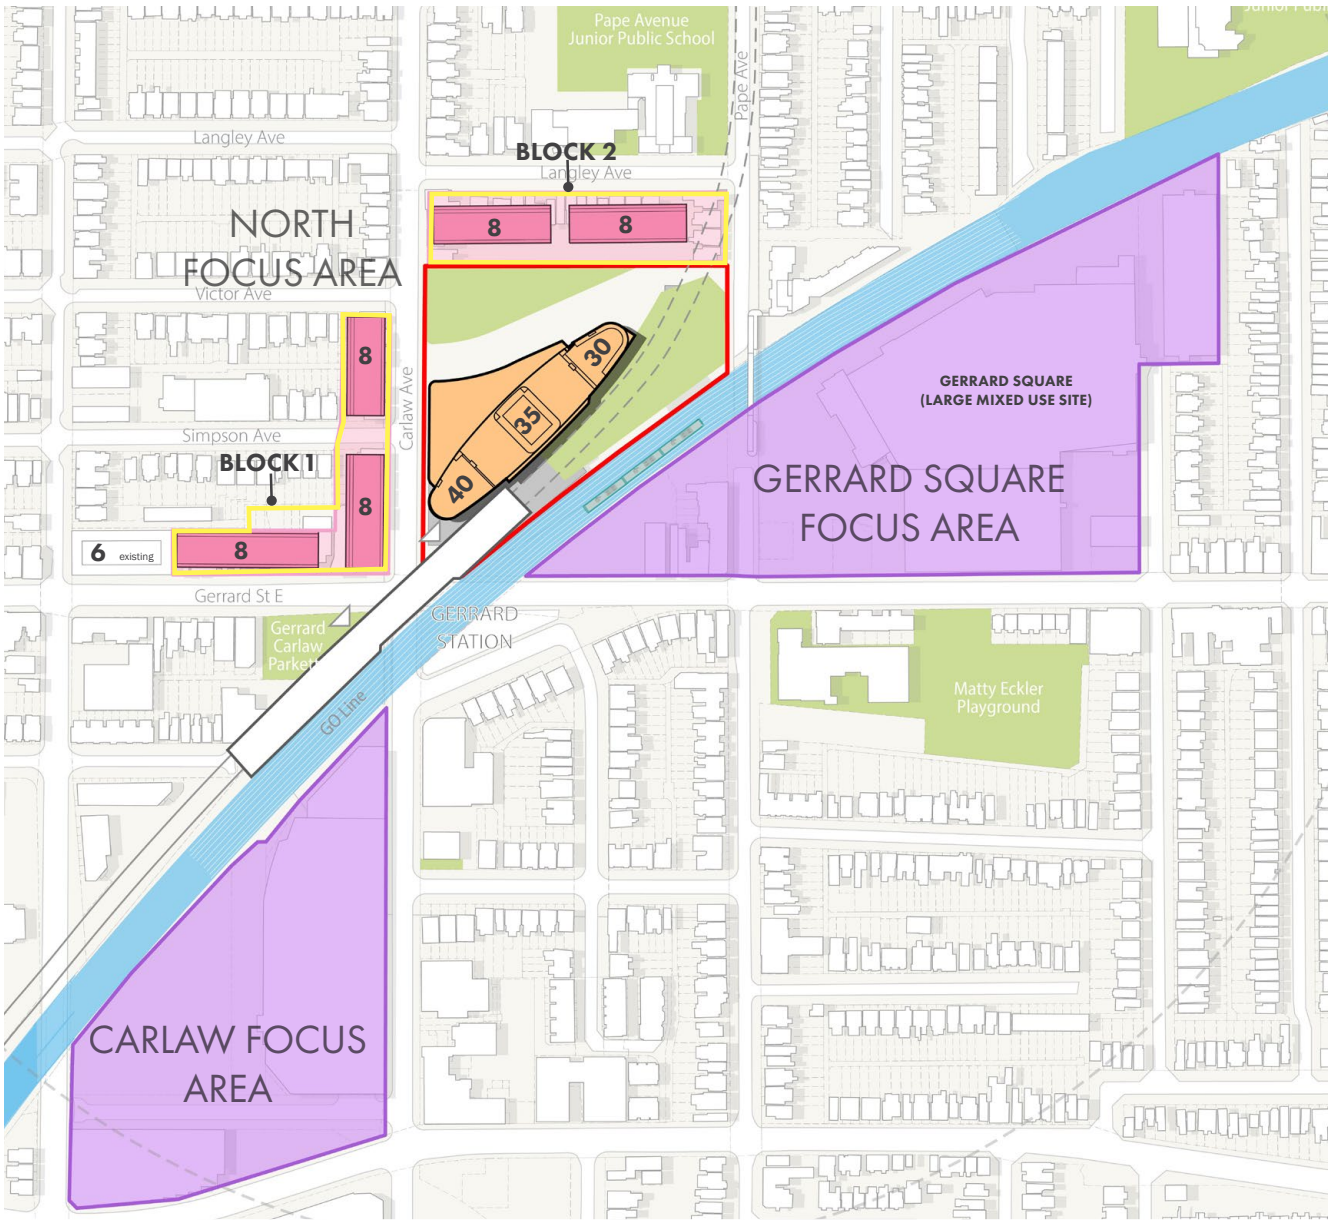 Pape Avenue
Junior Public School
Pape Ave
Langley Ave
BLOCK 2
Langley Ave
8
8
NORTH
FOCUS AREA
Victor Ave
8
30
35
40
Carlaw Ave
GERRARD SQUARE
(LARGE MIXED USE SITE)
Simpson Ave
BLOCK 1
8
GERRARD SQUARE
FOCUS AREA
6 existing
8
Gerrard St E
GERRARD
STATION
Gerrard
Carlaw
GO Line
Matty Eckler
Playground
CARLAW FOCUS
AREA